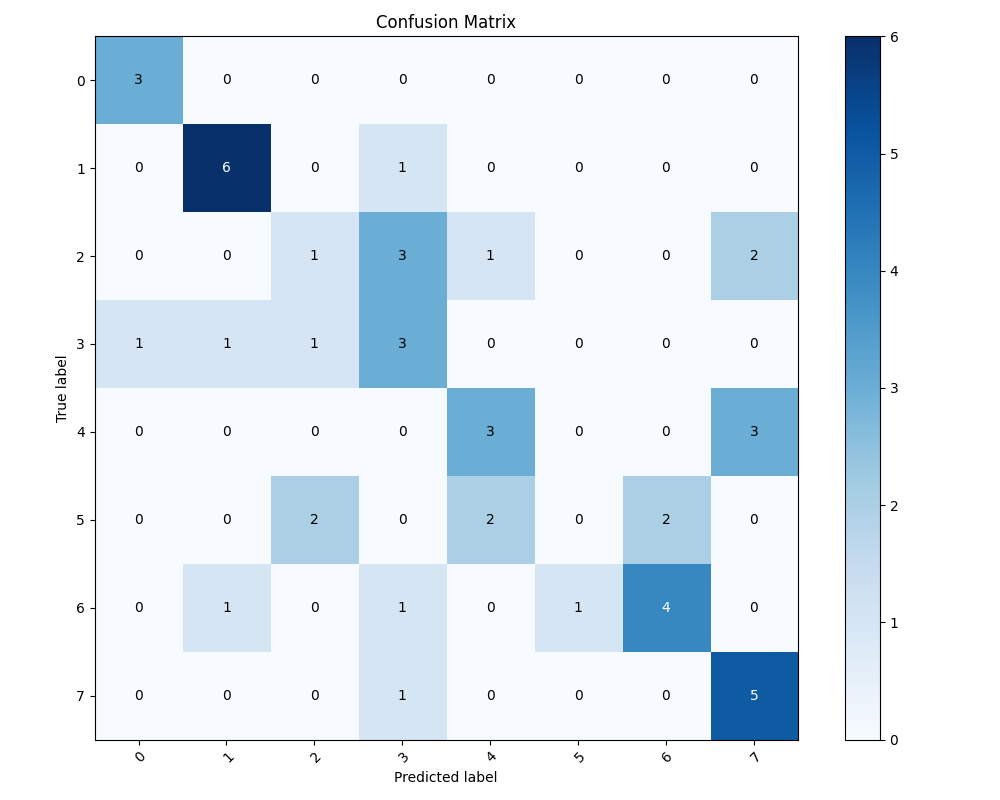 Confusion Matrix
0 3 0 0 0 0 0 0 0
1 0 6 0 1 0 0 0 0
2 0 0 1 3 1 0 0 2
3 1 1 1 3 0 0 0 0
4 0 0 0 0 3 0 0 3
5 0 0 2 0 2 0 2 0
6 0 1 0 1 0 1 4 0
7 0 0 0 1 0 0 0 5
0 1 2 3 4 5 6 7
Predicted label
True label
6
5
4
3
2
1
0